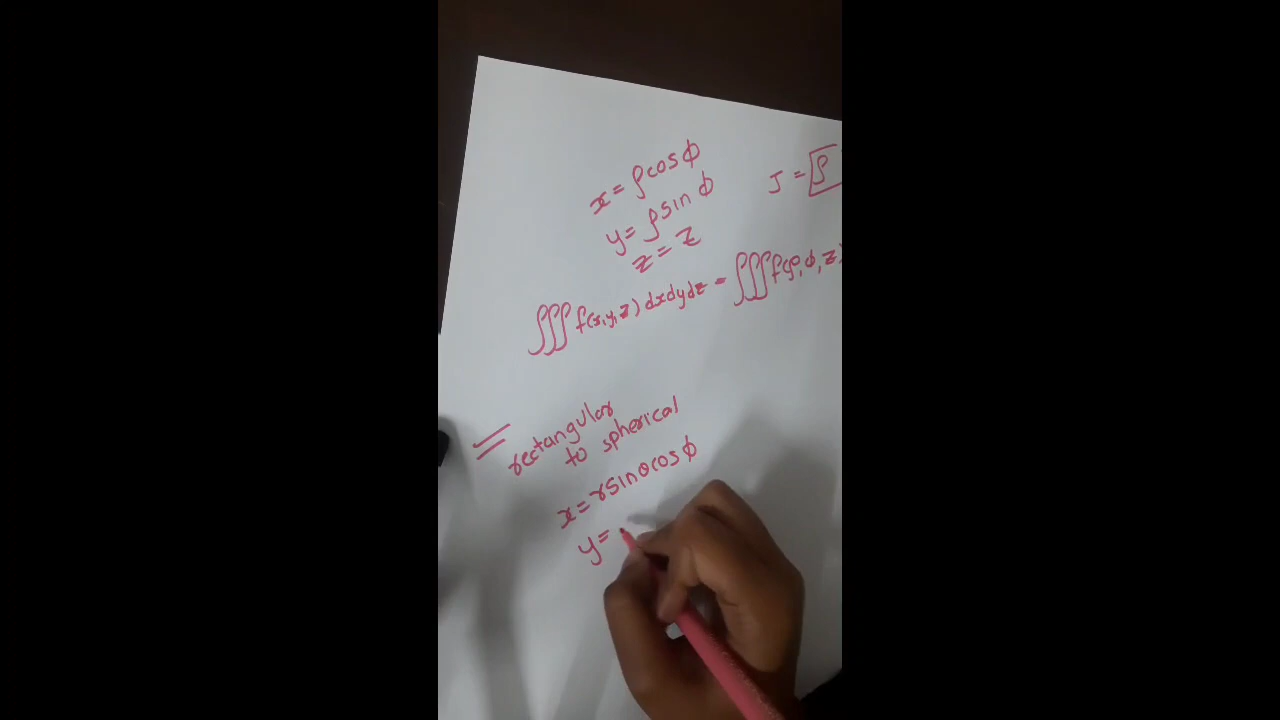 x = ρcosϕ
y = ρsinϕ
z = z
J = ρ
∭f(x,y,z) dxdydz = ∭f(ρ,ϕ,z)
rectangular
to spherical
x = rsinθcosϕ
y =